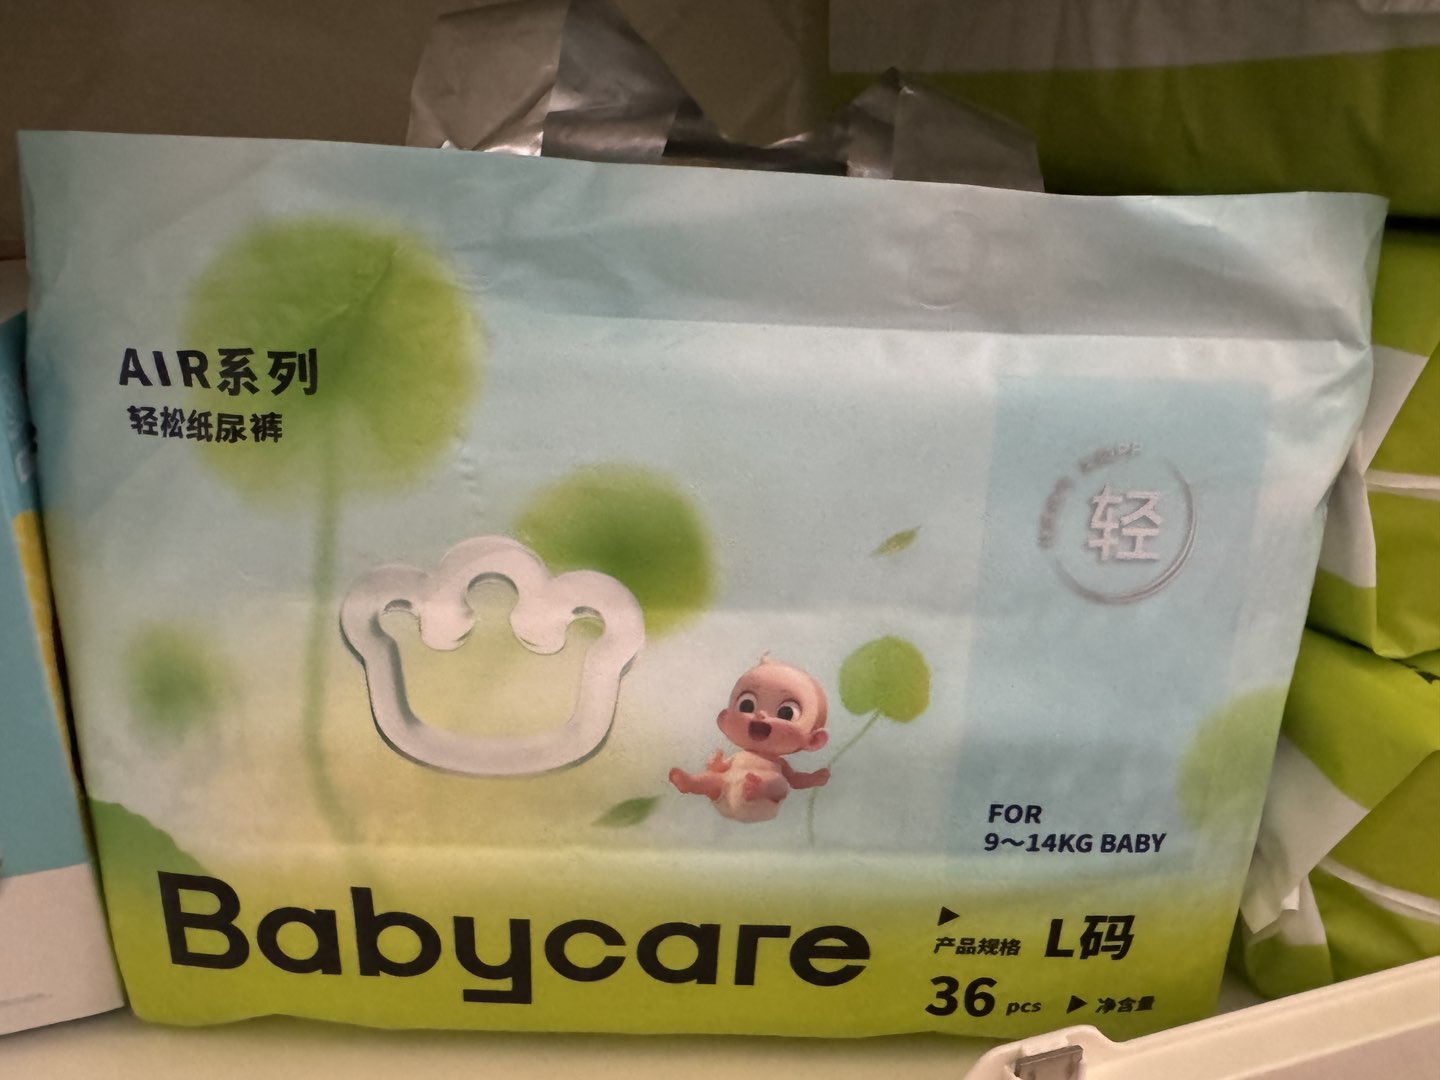 AIR系列
轻松纸尿裤
轻
FOR
9～14KG BABY
Babycare
▶
产品规格 L码
36 pcs ▶ 净含量